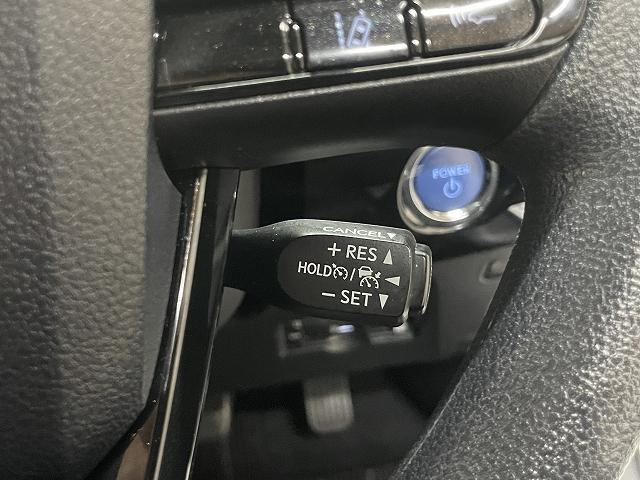 POWER
CANCEL▼
+ RES ▲
HOLD / ◀
− SET ▼